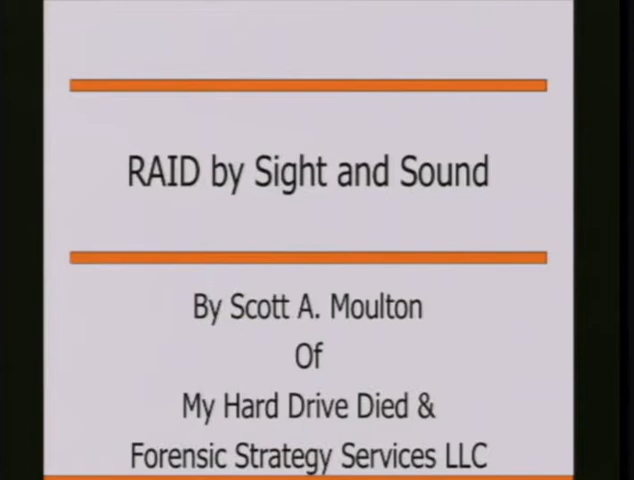 RAID by Sight and Sound
By Scott A. Moulton
Of
My Hard Drive Died &
Forensic Strategy Services LLC